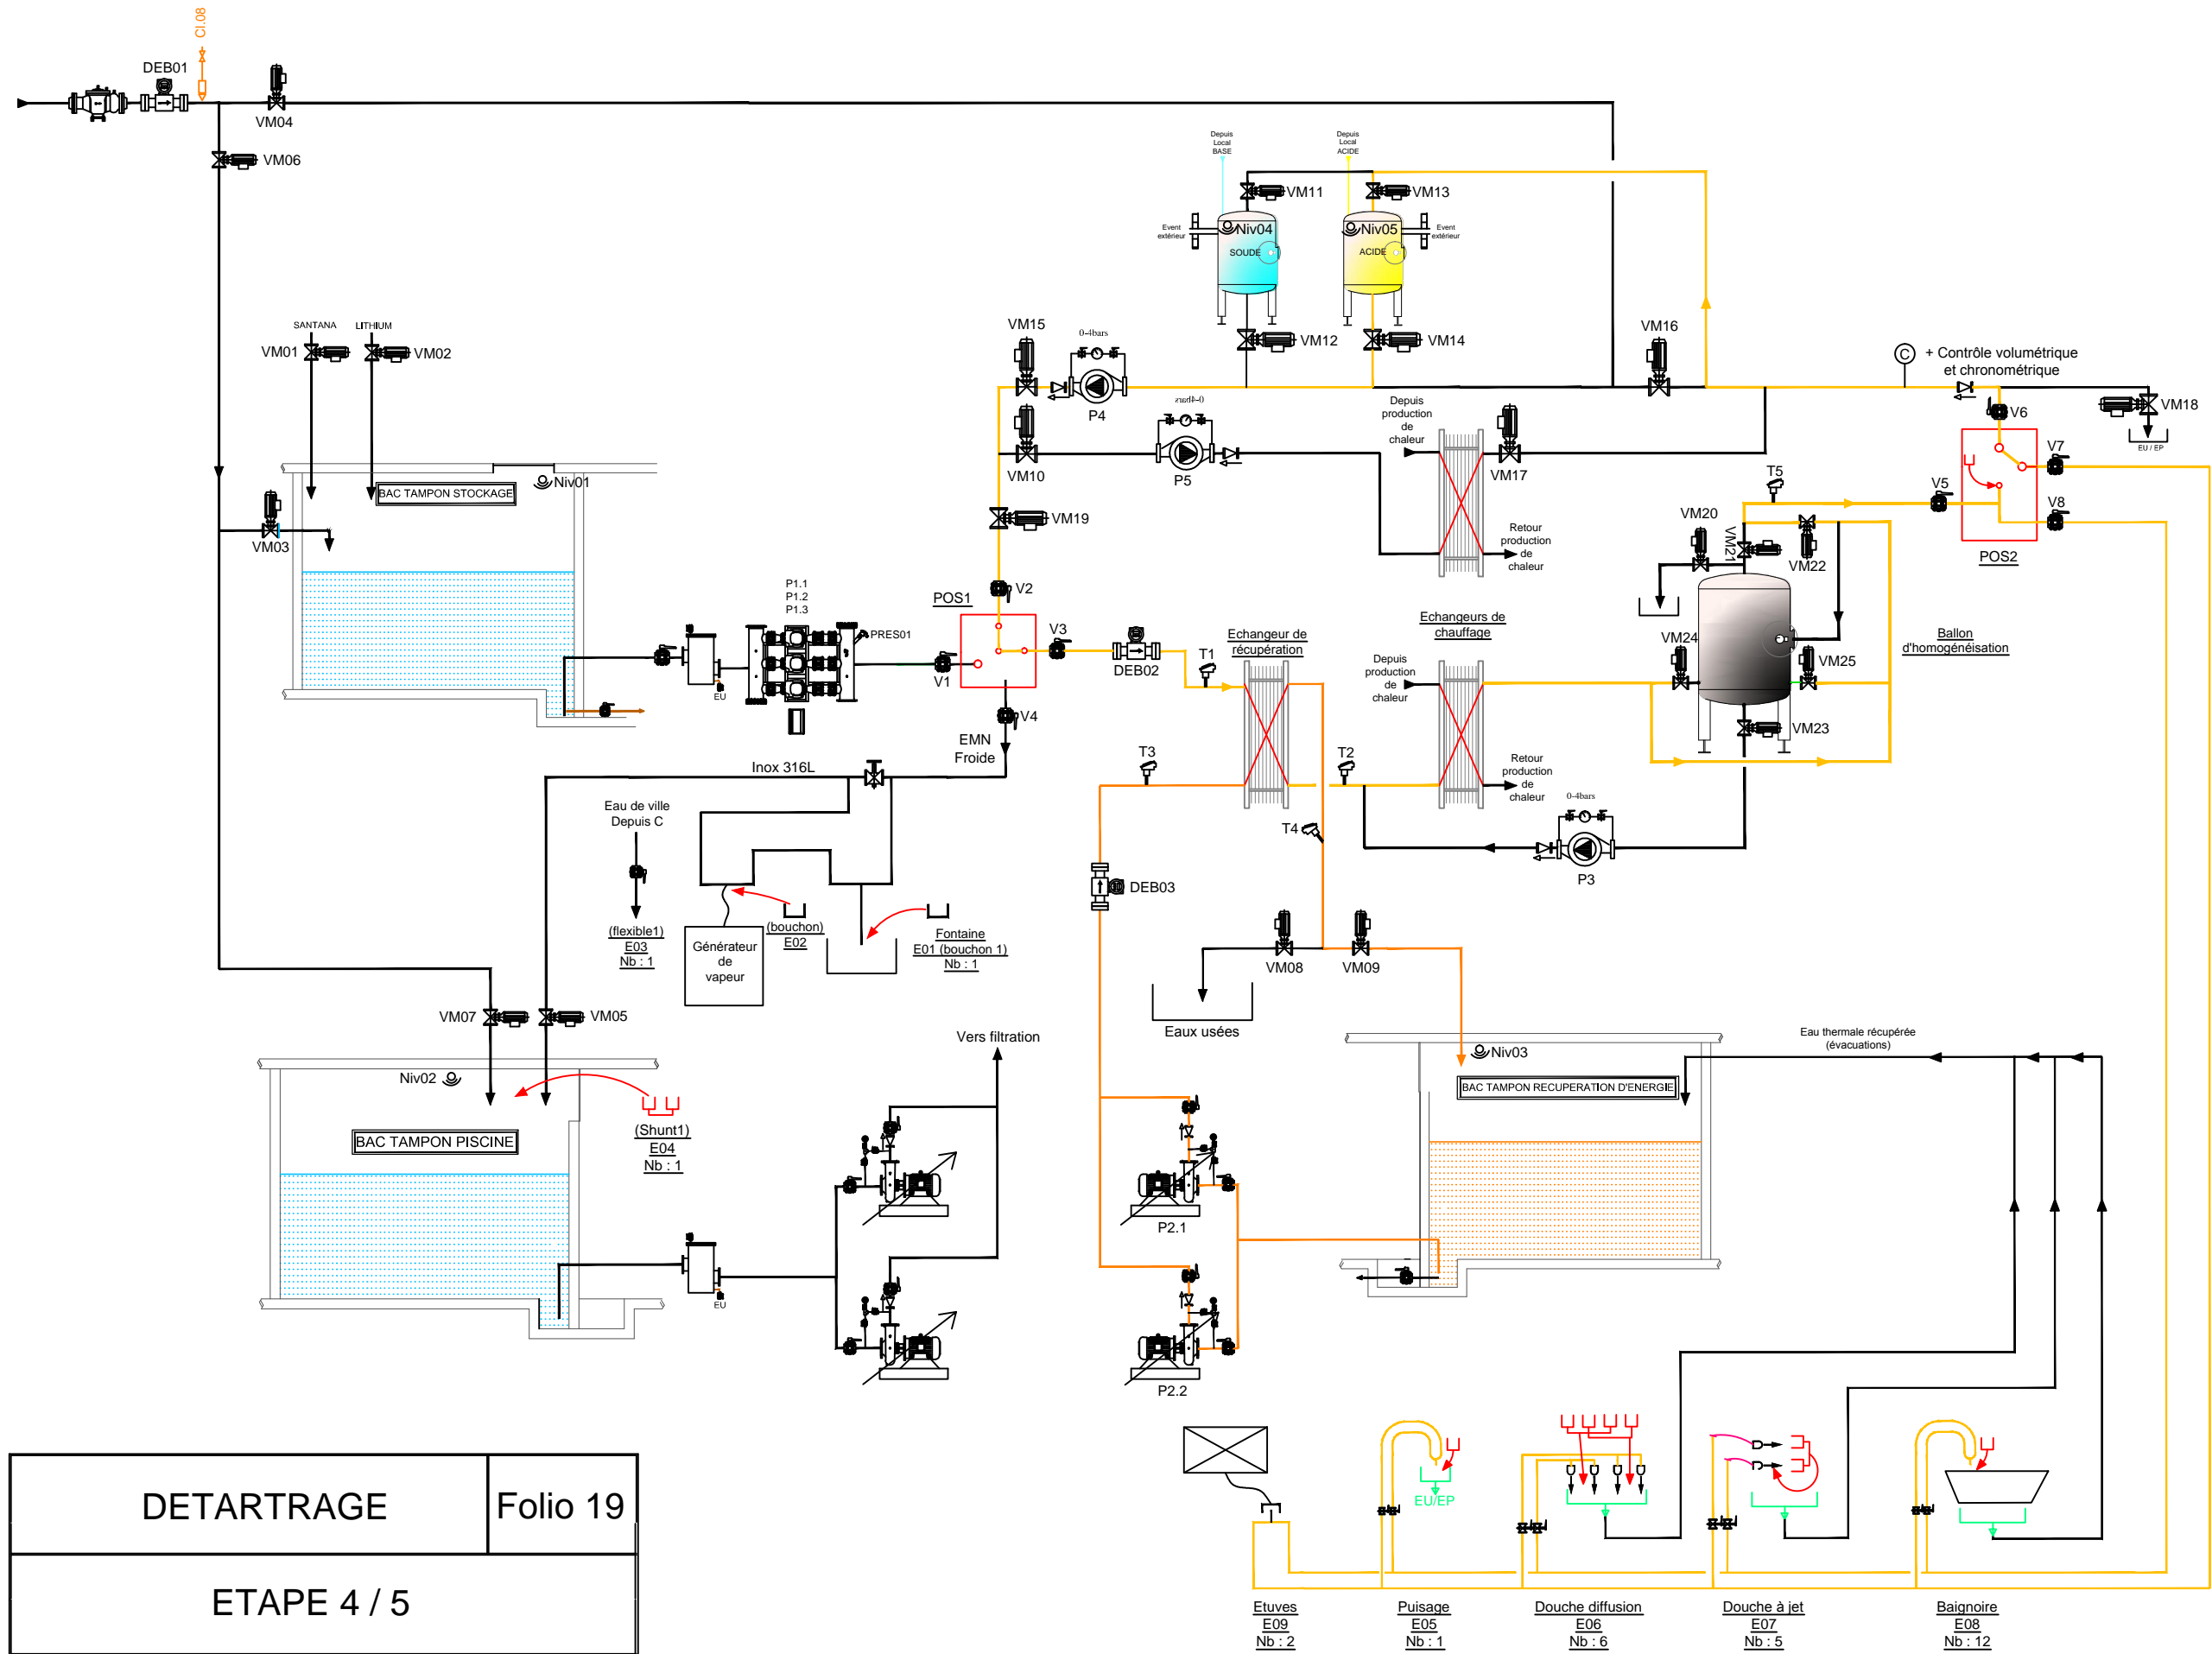 CI.08
DEB01
VM04
VM06
Depuis
Local
BASE
Depuis
Local
ACIDE
VM11
VM13
Event
extérieur
Niv04
SOUDE
Niv05
ACIDE
Event
extérieur
VM12
VM14
SANTANA
LITHIUM
VM01
VM02
VM15
0-4bars
P4
VM16
C
+ Contrôle volumétrique
et chronométrique
VM18
EU / EP
V6
V7
V8
V5
POS2
T5
VM10
0-4bars
P5
Depuis
production
de
chaleur
VM17
Retour
production
de
chaleur
VM19
BAC TAMPON STOCKAGE
Niv01
VM03
P1.1
P1.2
P1.3
PRES01
EU
POS1
V1
V2
V3
V4
DEB02
T1
Echangeur de
récupération
Echangeurs de
chauffage
Depuis
production
de
chaleur
Retour
production
de
chaleur
VM20
VM21
VM22
VM24
VM25
VM23
Ballon
d'homogénéisation
EMN
Froide
Inox 316L
T3
T2
T4
0-4bars
P3
Eau de ville
Depuis C
(flexible1)
E03
Nb : 1
Générateur
de
vapeur
(bouchon)
E02
Fontaine
E01 (bouchon 1)
Nb : 1
DEB03
VM08
VM09
Eaux usées
VM07
VM05
Vers filtration
Niv02
BAC TAMPON PISCINE
(Shunt1)
E04
Nb : 1
EU
Niv03
BAC TAMPON RECUPERATION D'ENERGIE
Eau thermale récupérée
(évacuations)
P2.1
P2.2
EU/EP
Etuves
E09
Nb : 2
Puisage
E05
Nb : 1
Douche diffusion
E06
Nb : 6
Douche à jet
E07
Nb : 5
Baignoire
E08
Nb : 12
DETARTRAGE
Folio 19
ETAPE 4 / 5